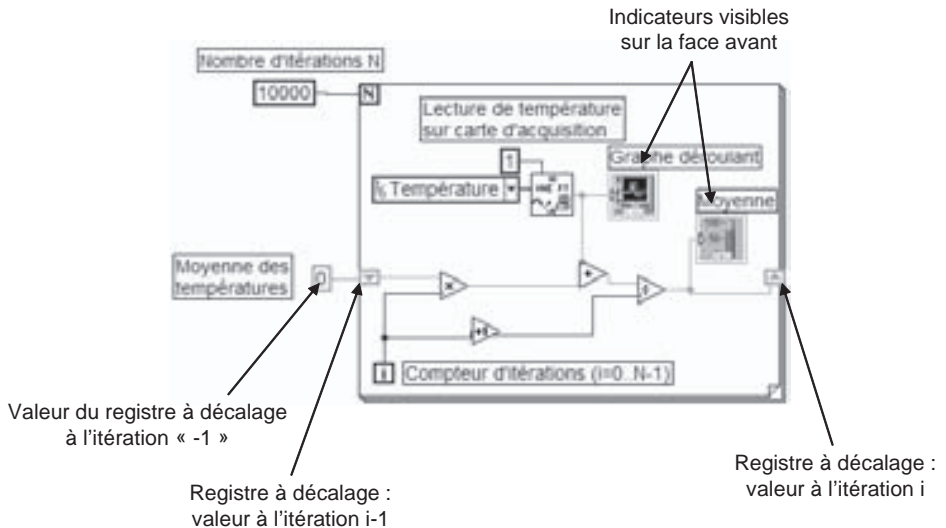 Indicateurs visibles
sur la face avant
Nombre d'itérations N
10000
N
Lecture de température
sur carte d'acquisition
1
Température
Graphe déroulant
Moyenne
Moyenne des
températures
0
×
+
÷
+1
i
Compteur d'itérations (i=0..N-1)
Valeur du registre à décalage
à l'itération « -1 »
Registre à décalage :
valeur à l'itération i-1
Registre à décalage :
valeur à l'itération i